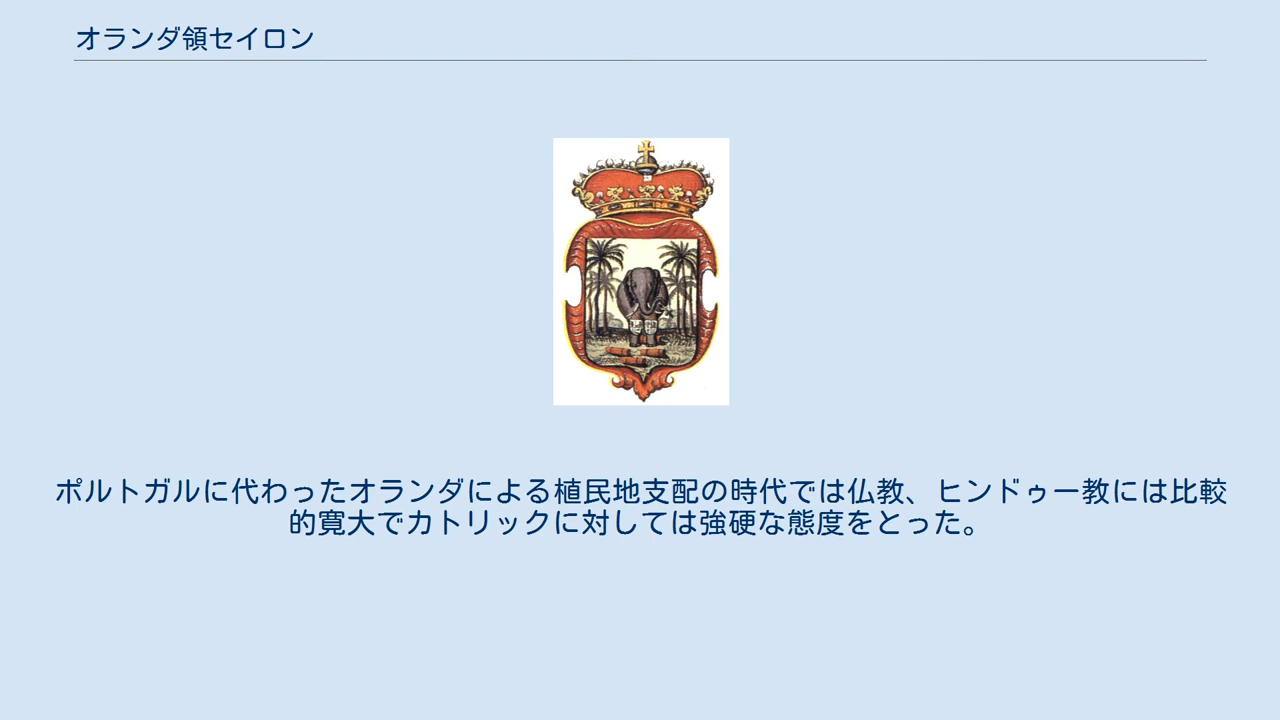 オランダ領セイロン
ポルトガルに代わったオランダによる植民地支配の時代では仏教、ヒンドゥー教には比較
的寛大でカトリックに対しては強硬な態度をとった。